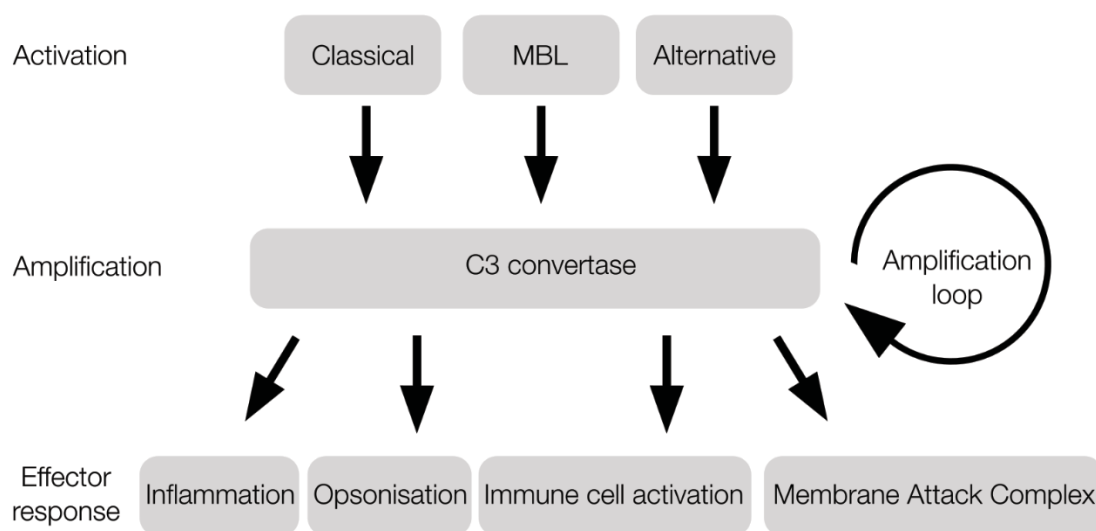 Activation
Classical
MBL
Alternative
Amplification
C3 convertase
Amplification
loop
Effector
response
Inflammation
Opsonisation
Immune cell activation
Membrane Attack Complex